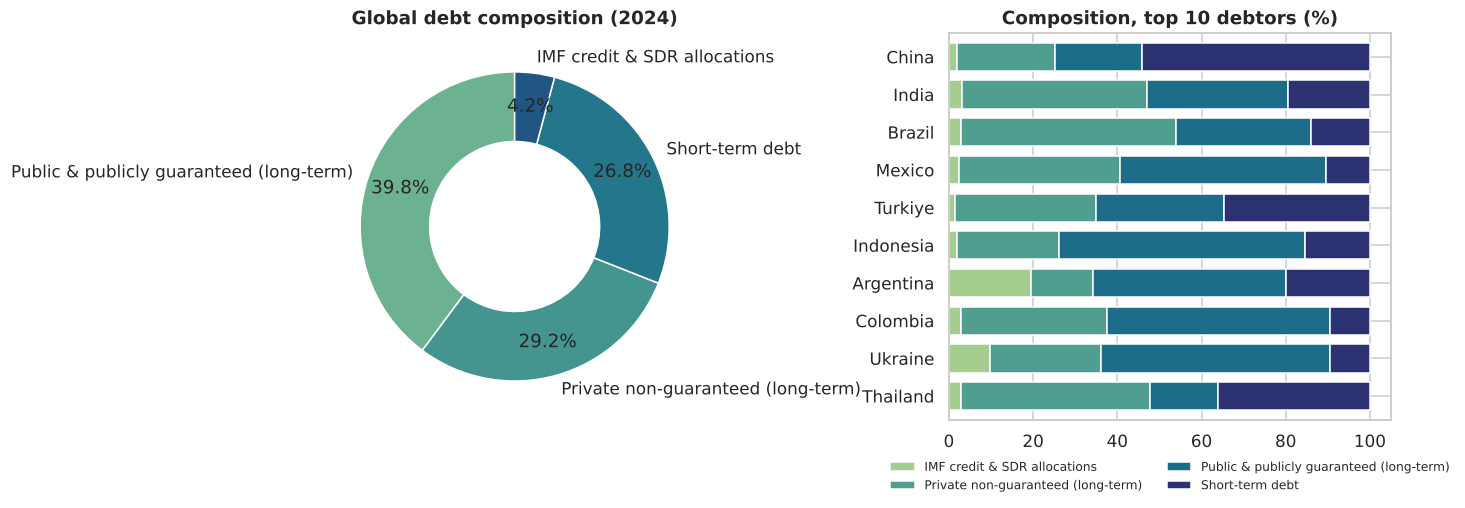 Global debt composition (2024)
IMF credit & SDR allocations
4.2%
Short-term debt
26.8%
Public & publicly guaranteed (long-term)
39.8%
29.2%
Private non-guaranteed (long-term)
Composition, top 10 debtors (%)
China
India
Brazil
Mexico
Turkiye
Indonesia
Argentina
Colombia
Ukraine
Thailand
0 20 40 60 80 100
IMF credit & SDR allocations
Private non-guaranteed (long-term)
Public & publicly guaranteed (long-term)
Short-term debt